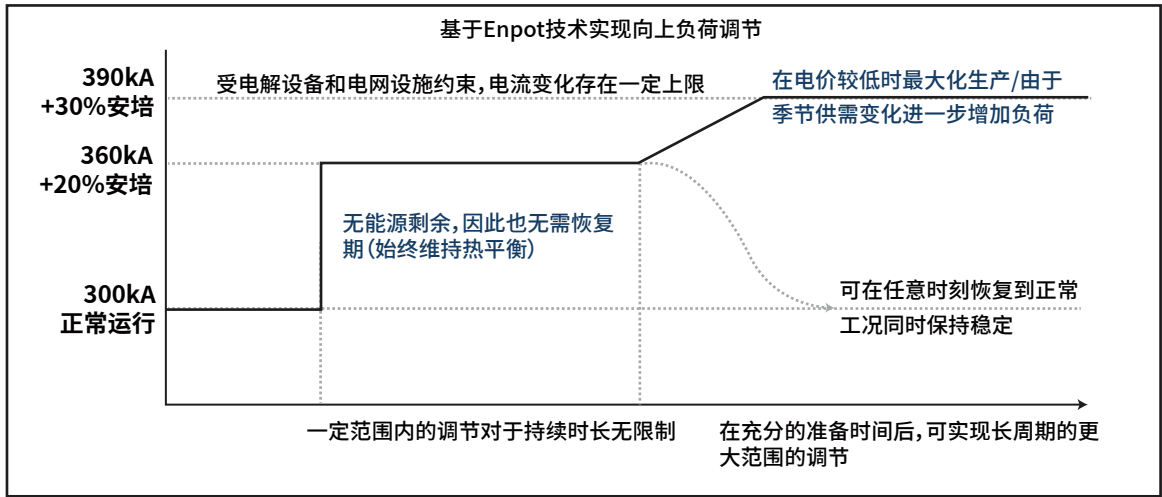 基于Enpot技术实现向上负荷调节
390kA
+30%安培
受电解设备和电网设施约束，电流变化存在一定上限
在电价较低时最大化生产/由于
季节供需变化进一步增加负荷
360kA
+20%安培
无能源剩余，因此也无需恢复
期（始终维持热平衡）
300kA
正常运行
可在任意时刻恢复到正常
工况同时保持稳定
一定范围内的调节对于持续时长无限制
在充分的准备时间后，可实现长周期的更
大范围的调节